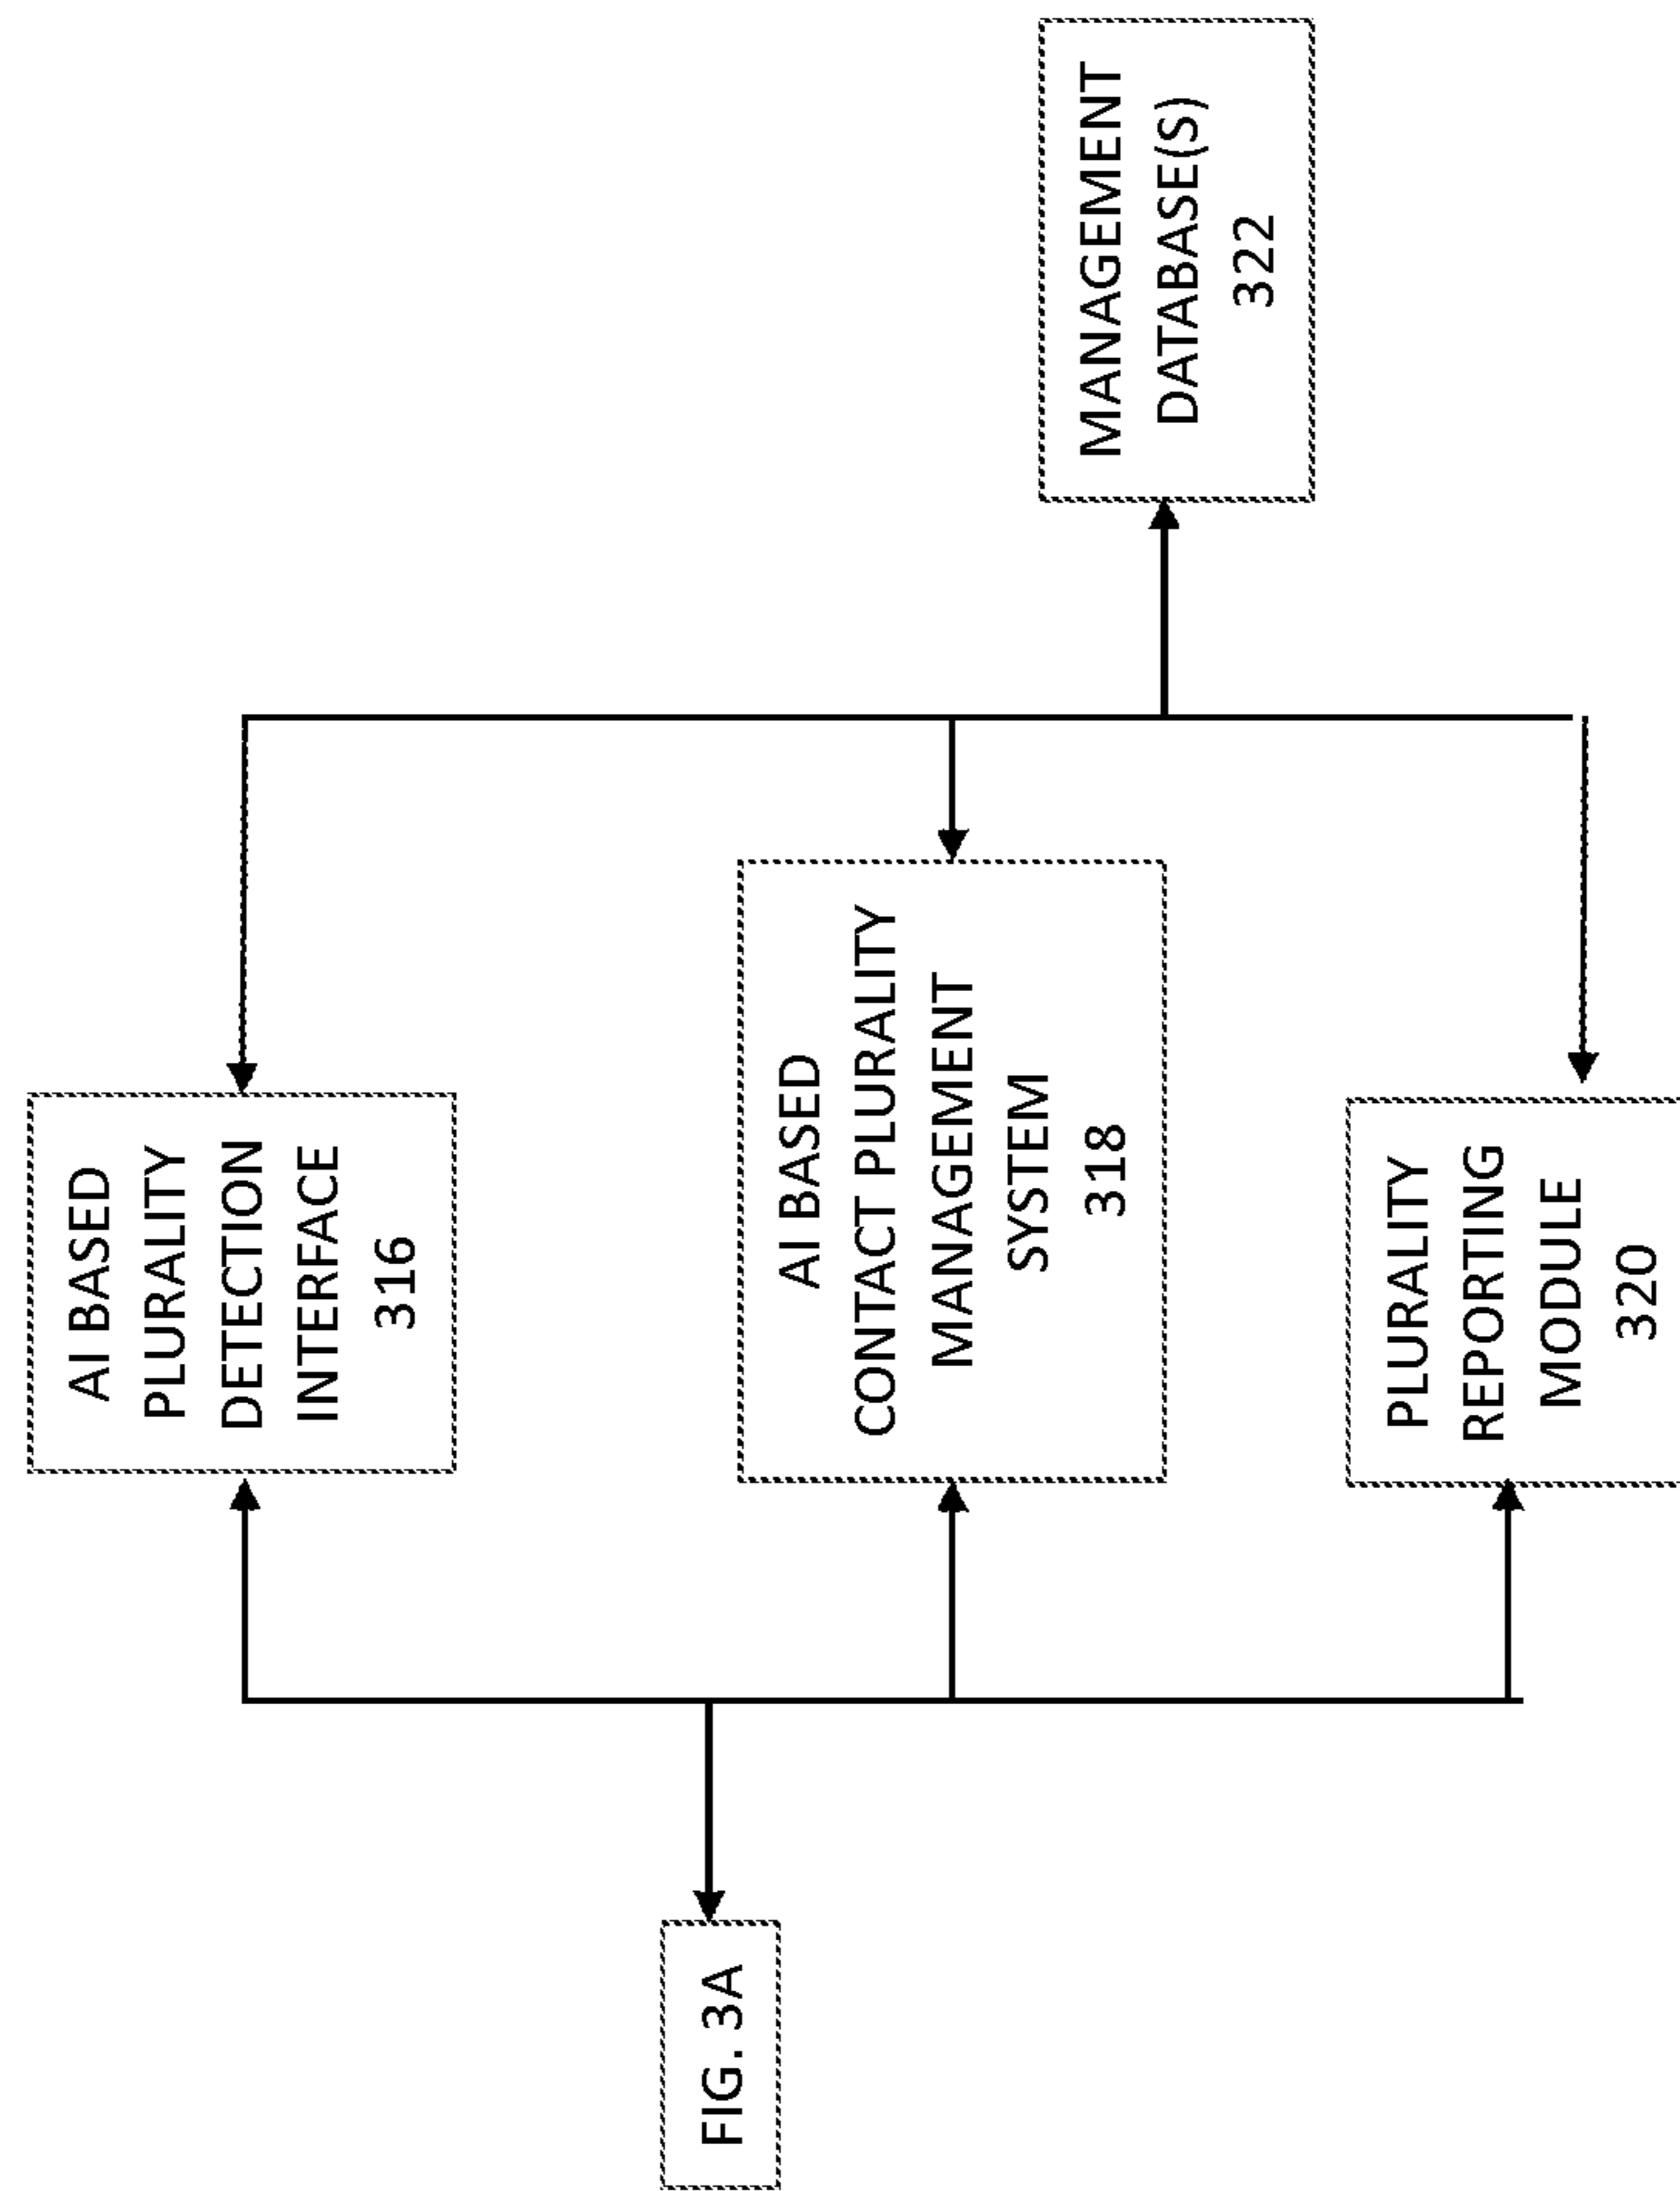 FIG. 3A
AI BASED
PLURALITY
DETECTION
INTERFACE
316
AI BASED
CONTACT PLURALITY
MANAGEMENT
SYSTEM
318
PLURALITY
REPORTING
MODULE
320
MANAGEMENT
DATABASE(S)
322